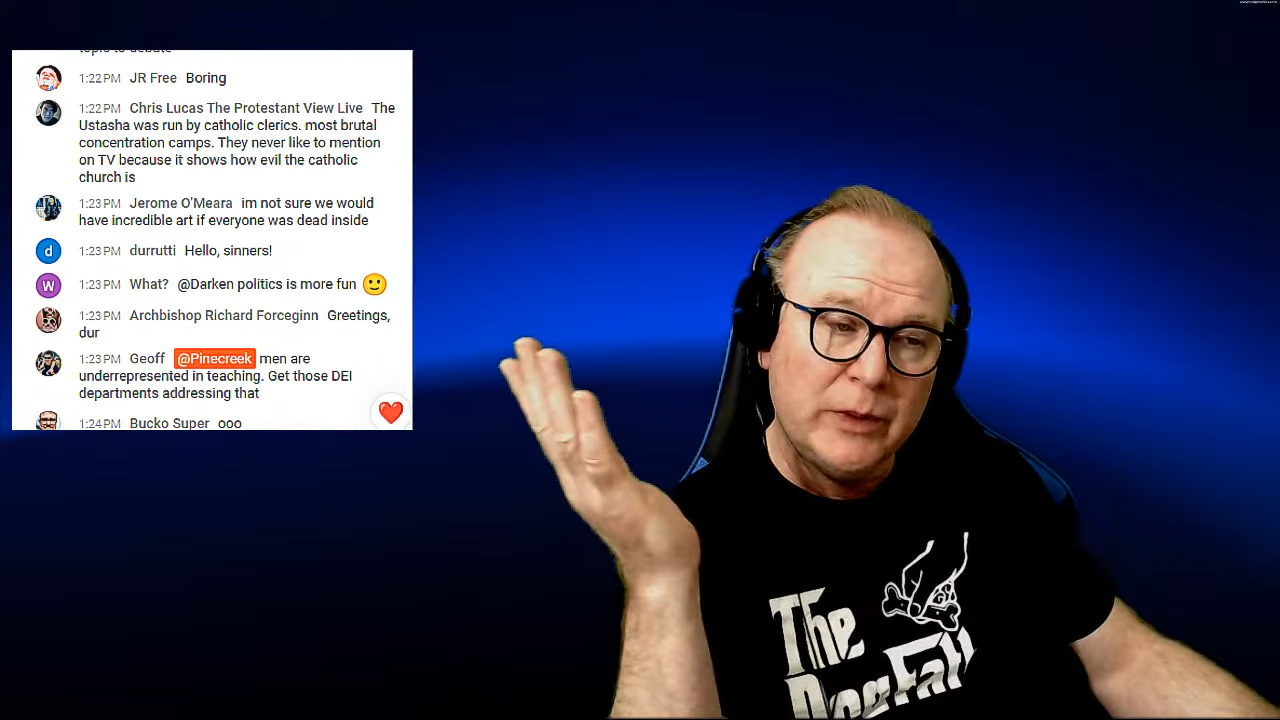 topic to debate
1:22 PM JR Free Boring
1:22 PM Chris Lucas The Protestant View Live The
Ustasha was run by catholic clerics. most brutal
concentration camps. They never like to mention
on TV because it shows how evil the catholic
church is
1:23 PM Jerome O'Meara im not sure we would
have incredible art if everyone was dead inside
d 1:23 PM durrutti Hello, sinners!
W 1:23 PM What? @Darken politics is more fun
1:23 PM Archbishop Richard Forceginn Greetings,
dur
1:23 PM Geoff @Pinecreek men are
underrepresented in teaching. Get those DEI
departments addressing that
1:24 PM Bucko Super ooo
The
DogFat